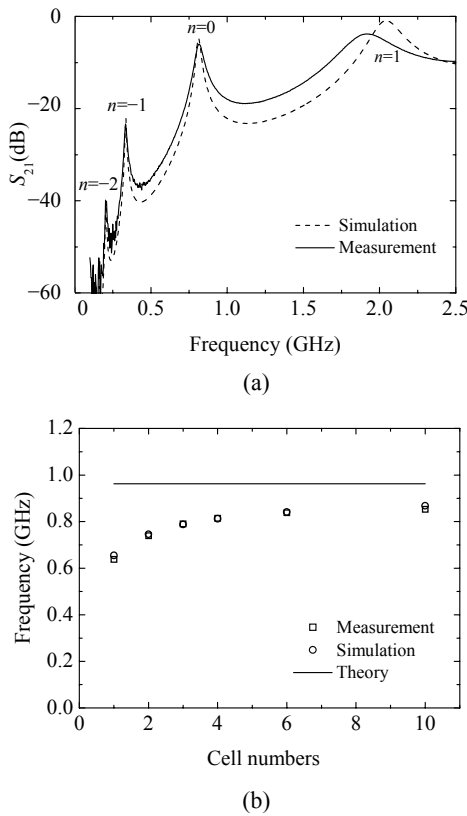 0
n=0
n=−1
n=1
−20
n=−2
S21(dB)
−40
Simulation
Measurement
−60
0 0.5 1.0 1.5 2.0 2.5
Frequency (GHz)
(a)
1.2
1.0
0.8
Frequency (GHz)
0.6
0.4
Measurement
Simulation
0.2
Theory
0.0
0 2 4 6 8 10
Cell numbers
(b)